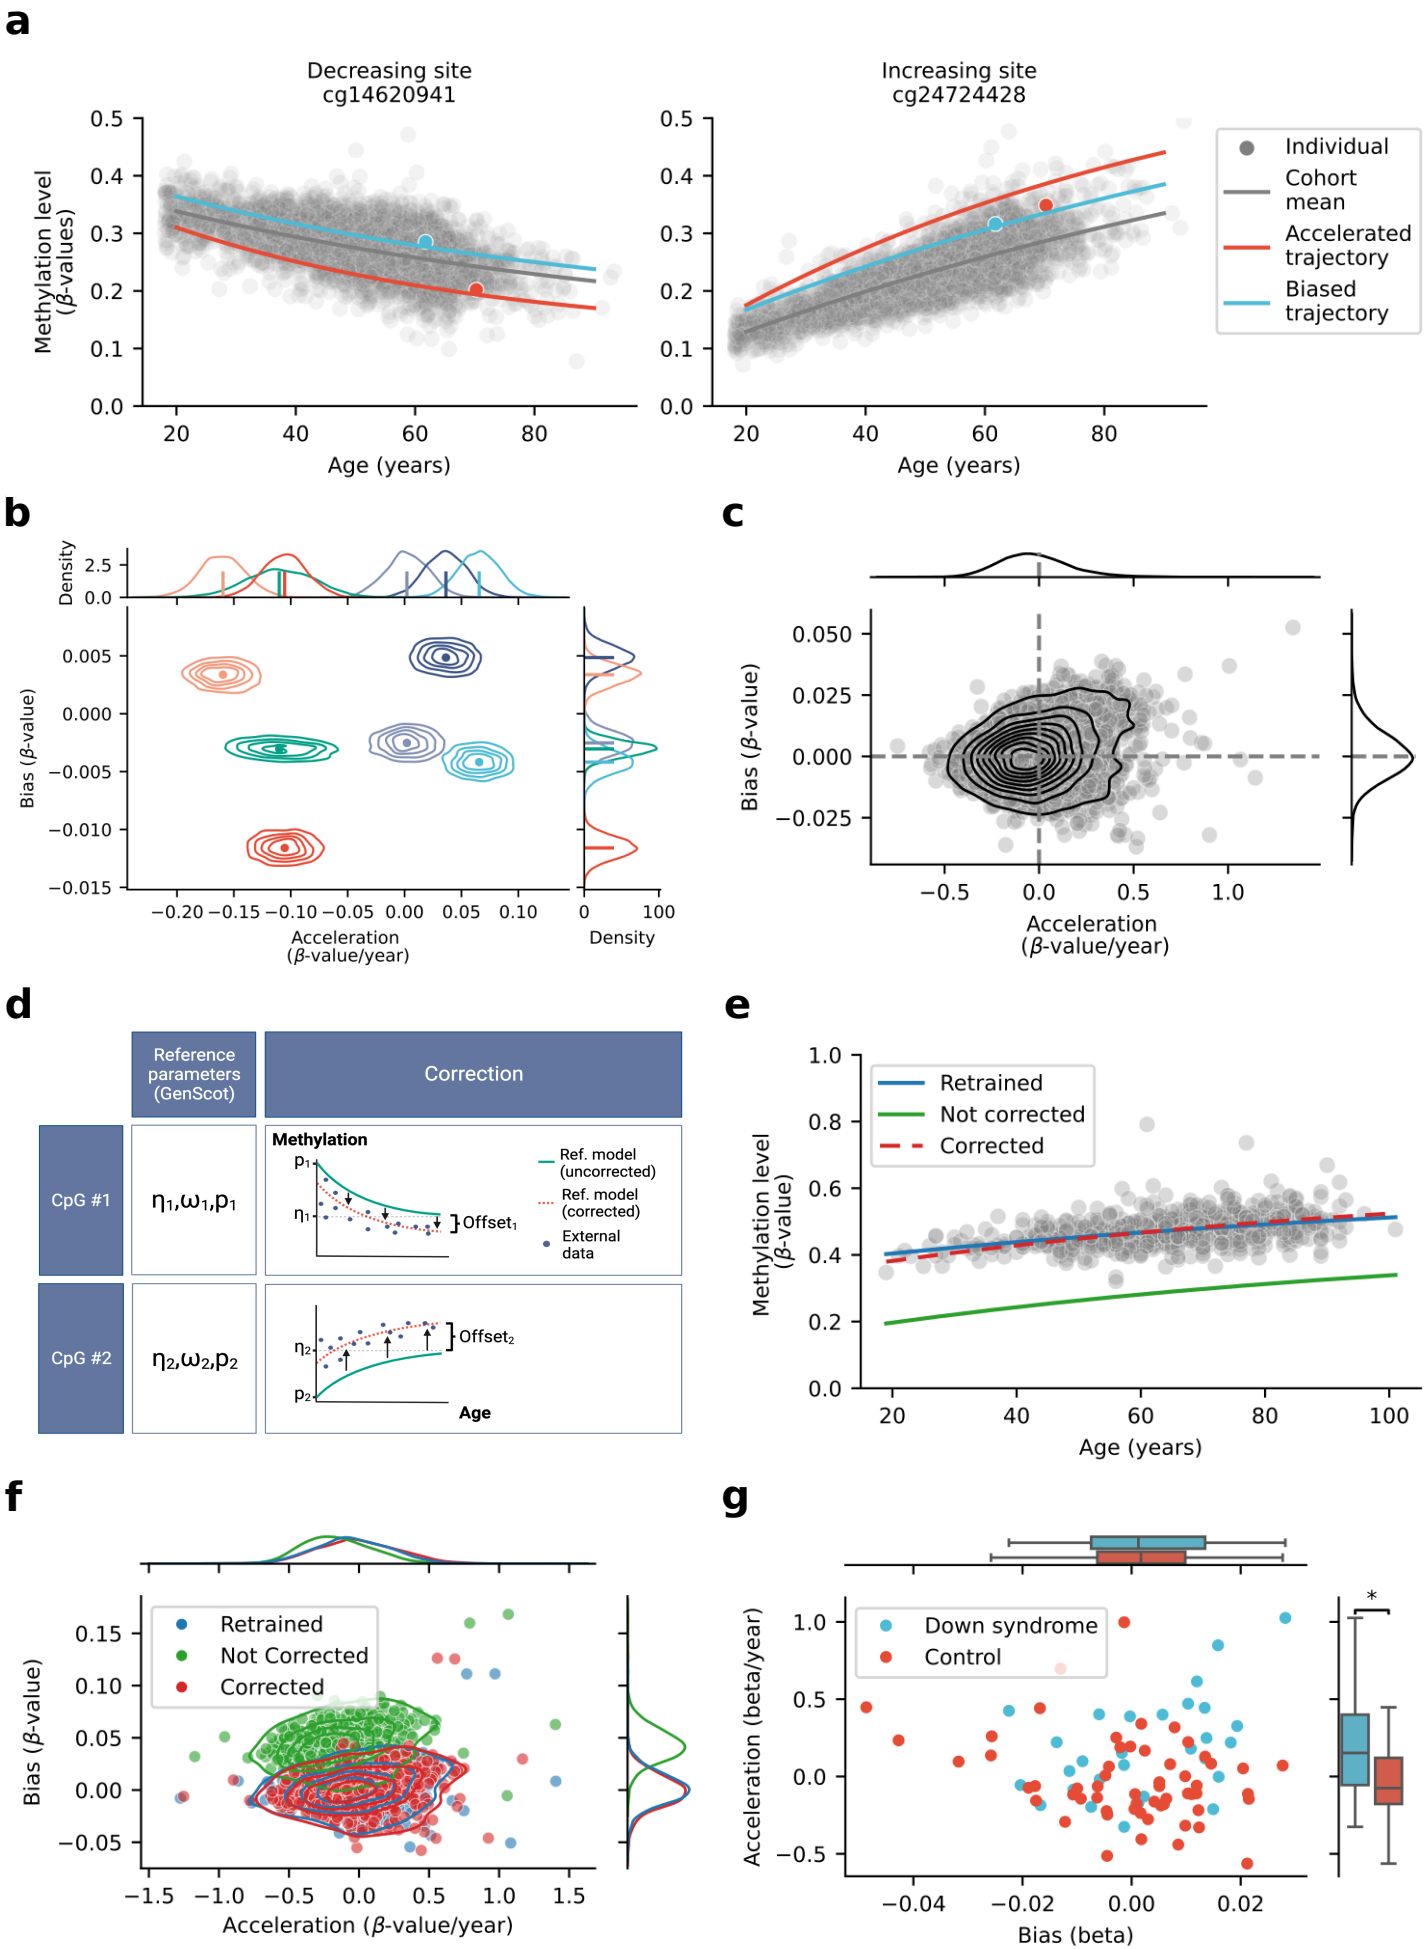 a
Decreasing site
cg14620941
Increasing site
cg24724428
Methylation level
(β-values)
0.5
0.4
0.3
0.2
0.1
0.0
20
40
60
80
Age (years)
0.5
0.4
0.3
0.2
0.1
0.0
20
40
60
80
Age (years)
Individual
Cohort
mean
Accelerated
trajectory
Biased
trajectory
b
Density
2.5
0.0
Bias (β-value)
0.005
0.000
−0.005
−0.010
−0.015
−0.20
−0.15
−0.10
−0.05
0.00
0.05
0.10
Acceleration
(β-value/year)
0
100
Density
c
Bias (β-value)
0.050
0.025
0.000
−0.025
−0.5
0.0
0.5
1.0
Acceleration
(β-value/year)
d
Reference
parameters
(GenScot)
Correction
CpG #1
η₁,ω₁,p₁
Methylation
p₁
η₁
Offset₁
Ref. model
(uncorrected)
Ref. model
(corrected)
External
data
CpG #2
η₂,ω₂,p₂
η₂
p₂
Offset₂
Age
e
Methylation level
(β-value)
1.0
0.8
0.6
0.4
0.2
0.0
Retrained
Not corrected
Corrected
20
40
60
80
100
Age (years)
f
Bias (β-value)
0.15
0.10
0.05
0.00
−0.05
Retrained
Not Corrected
Corrected
−1.5
−1.0
−0.5
0.0
0.5
1.0
1.5
Acceleration (β-value/year)
g
Acceleration (beta/year)
1.0
0.5
0.0
−0.5
Down syndrome
Control
*
−0.04
−0.02
0.00
0.02
Bias (beta)